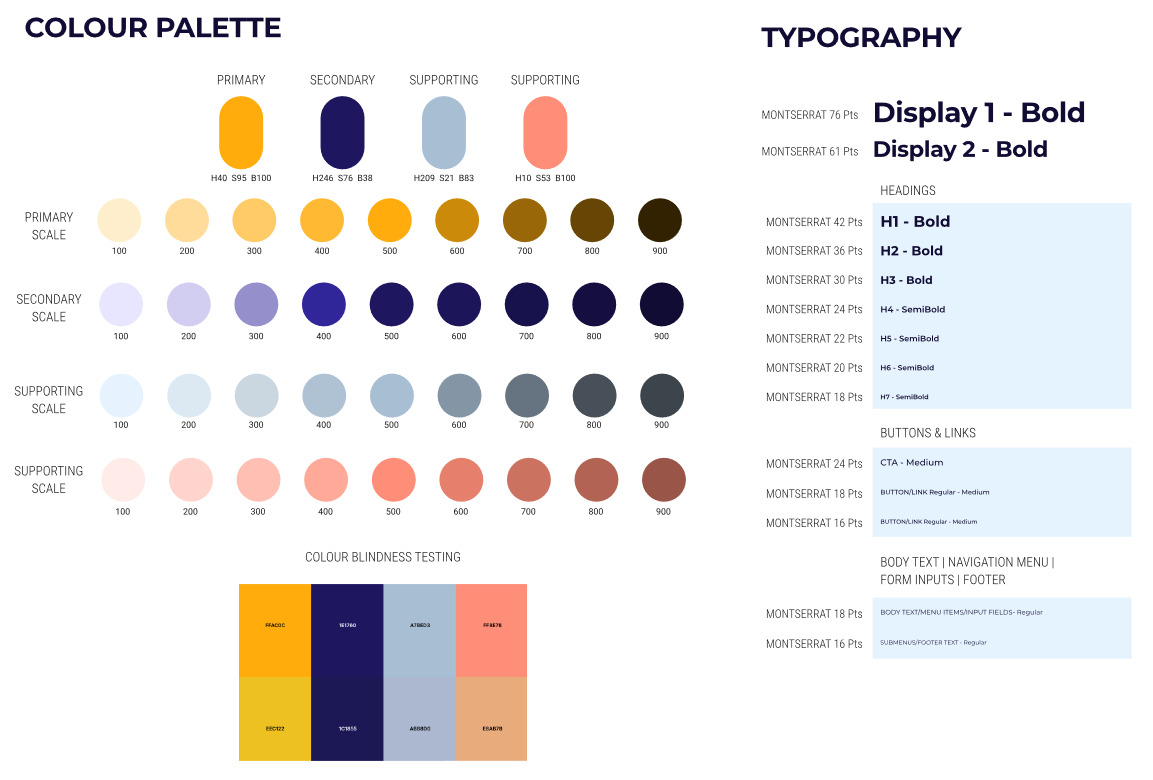 COLOUR PALETTE
PRIMARY SECONDARY SUPPORTING SUPPORTING
H40 S95 B100 H246 S76 B38 H209 S21 B83 H10 S53 B100
PRIMARY
SCALE
100 200 300 400 500 600 700 800 900
SECONDARY
SCALE
100 200 300 400 500 600 700 800 900
SUPPORTING
SCALE
100 200 300 400 500 600 700 800 900
SUPPORTING
SCALE
100 200 300 400 500 600 700 800 900
COLOUR BLINDNESS TESTING
FFAC0C 1E1760 A7BED3 FF8E78
EEC122 1C1855 E8AB7B
TYPOGRAPHY
MONTSERRAT 76 Pts Display 1 - Bold
MONTSERRAT 61 Pts Display 2 - Bold
HEADINGS
MONTSERRAT 42 Pts H1 - Bold
MONTSERRAT 36 Pts H2 - Bold
MONTSERRAT 30 Pts H3 - Bold
MONTSERRAT 24 Pts H4 - SemiBold
MONTSERRAT 22 Pts H5 - SemiBold
MONTSERRAT 20 Pts H6 - SemiBold
MONTSERRAT 18 Pts H7 - SemiBold
BUTTONS & LINKS
MONTSERRAT 24 Pts CTA - Medium
MONTSERRAT 18 Pts BUTTON/LINK Regular - Medium
MONTSERRAT 16 Pts BUTTON/LINK Regular - Medium
BODY TEXT | NAVIGATION MENU |
FORM INPUTS | FOOTER
MONTSERRAT 18 Pts BODY TEXT/MENU ITEMS/INPUT FIELDS- Regular
MONTSERRAT 16 Pts SUBMENUS/FOOTER TEXT - Regular